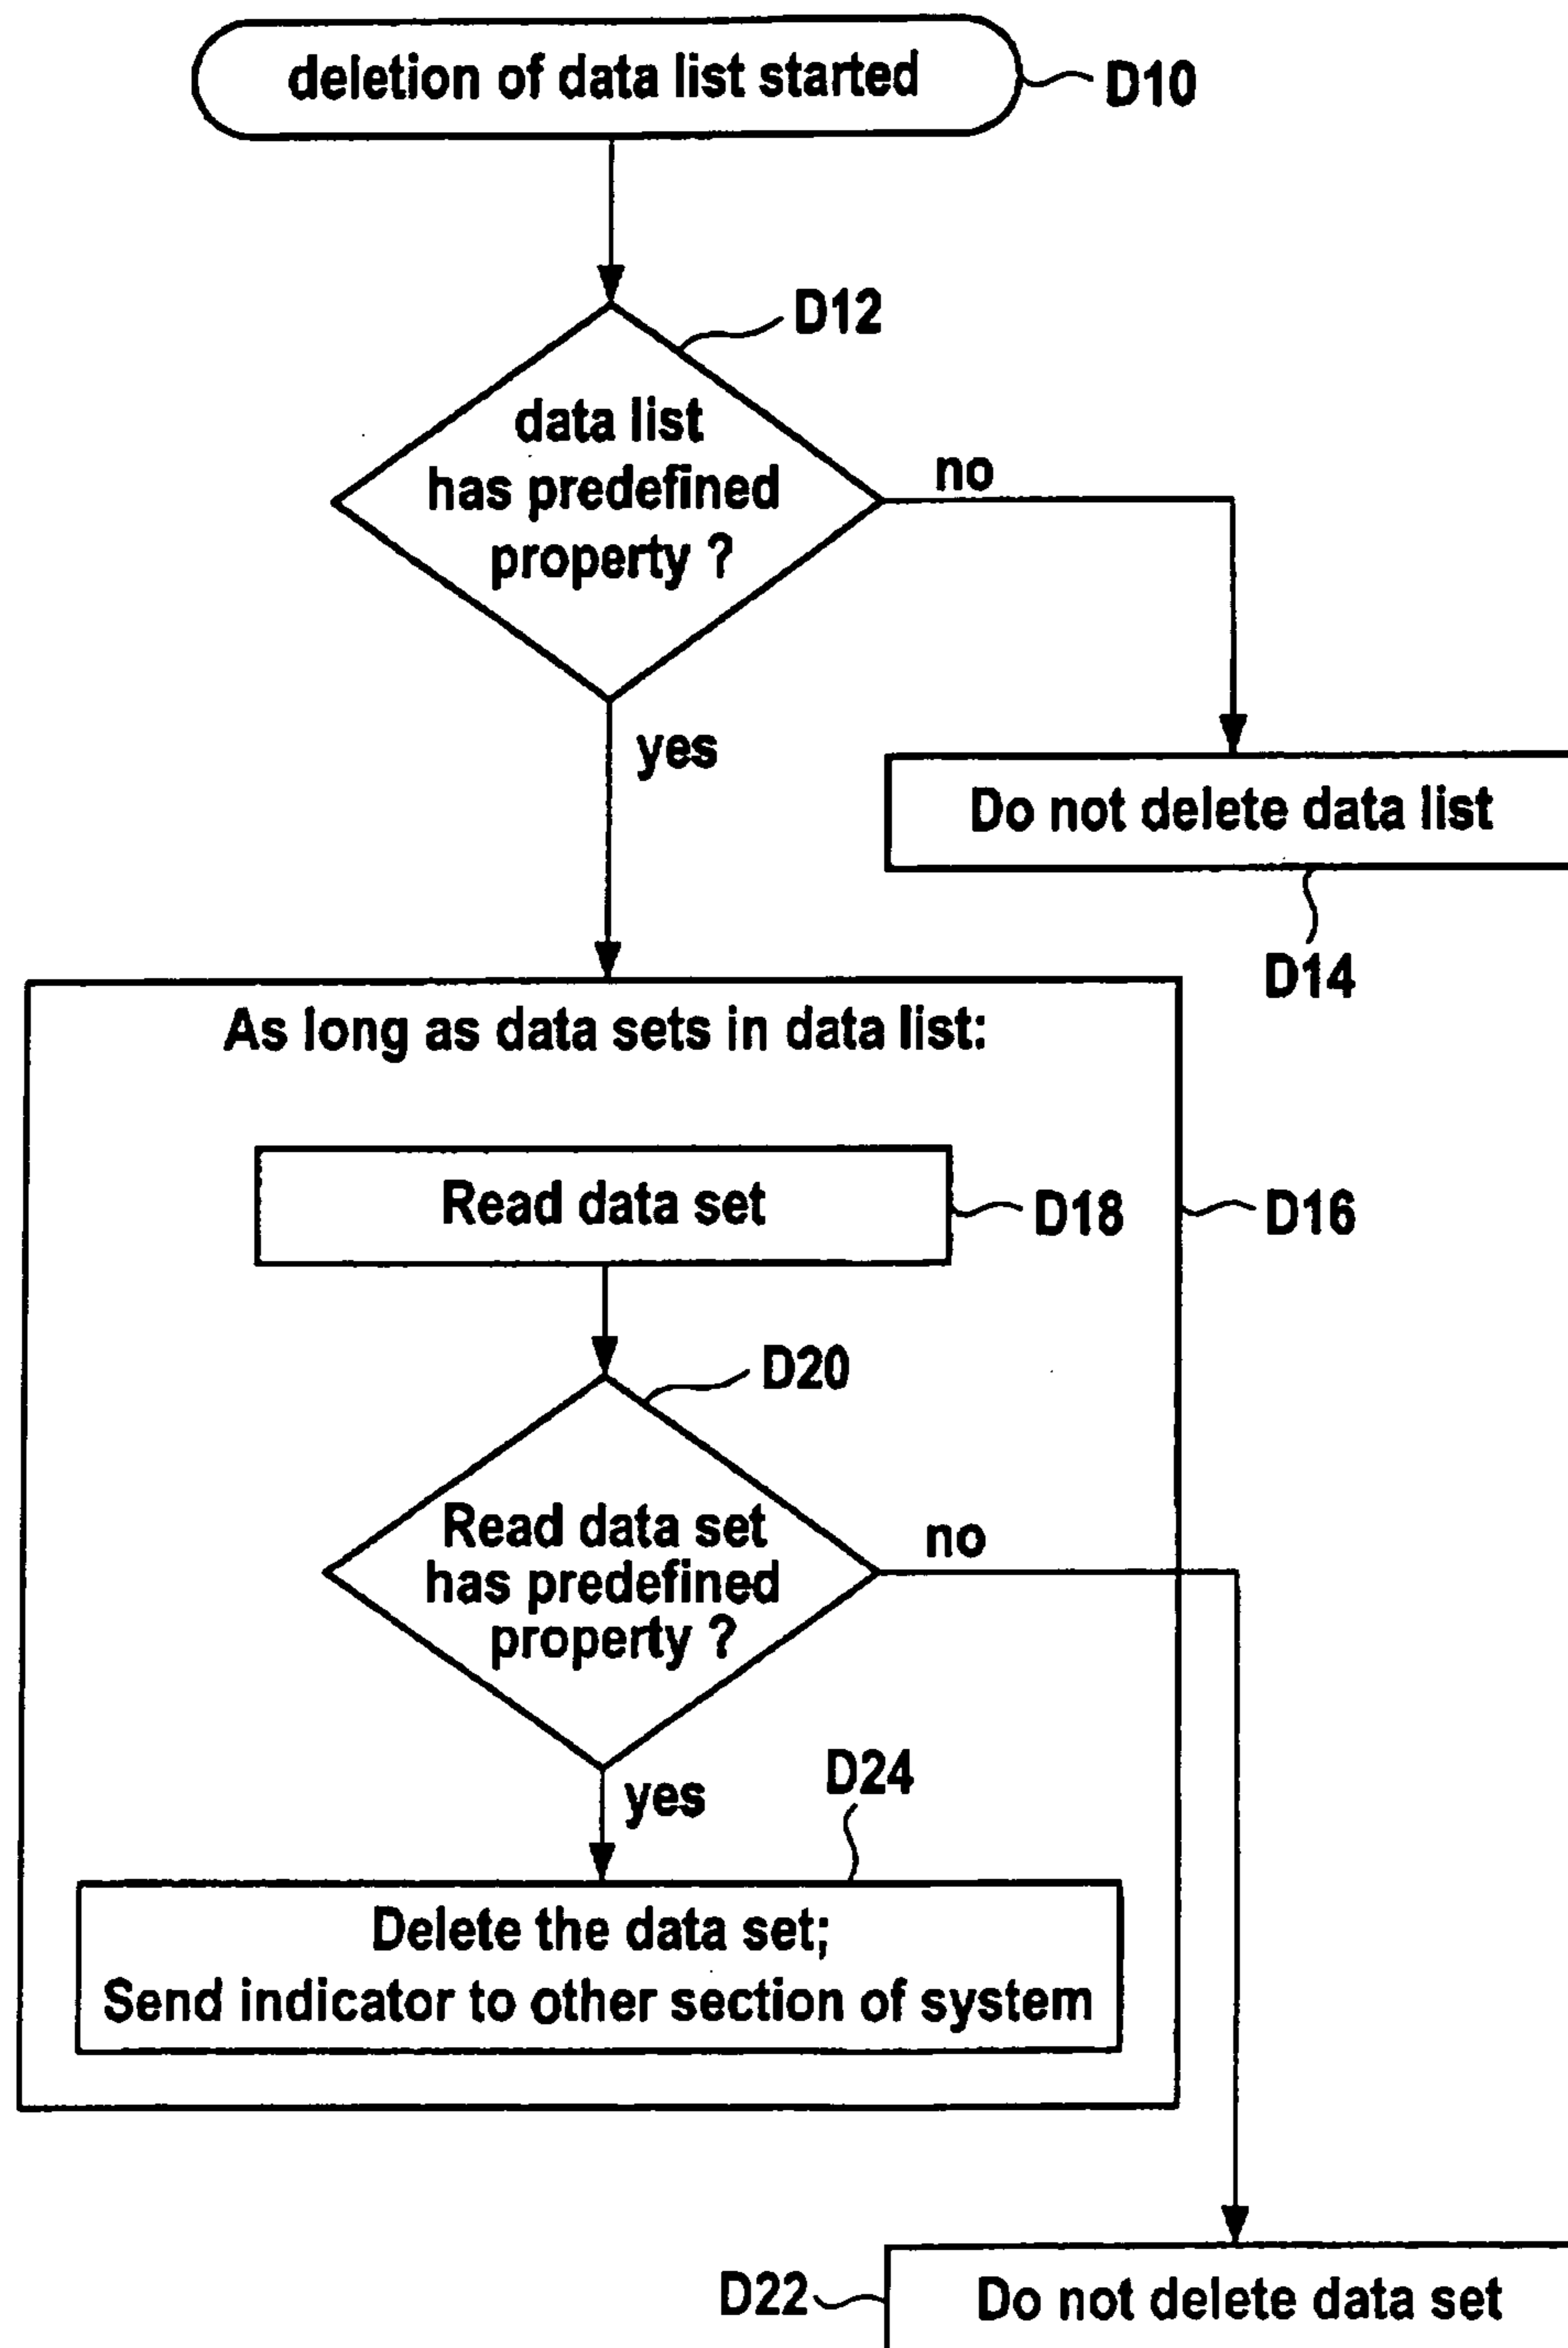 deletion of data list started
D10
D12
data list
has predefined
property ?
no
yes
Do not delete data list
D14
As long as data sets in data list:
Read data set
D18
D16
D20
Read data set
has predefined
property ?
no
yes
D24
Delete the data set;
Send indicator to other section of system
D22
Do not delete data set